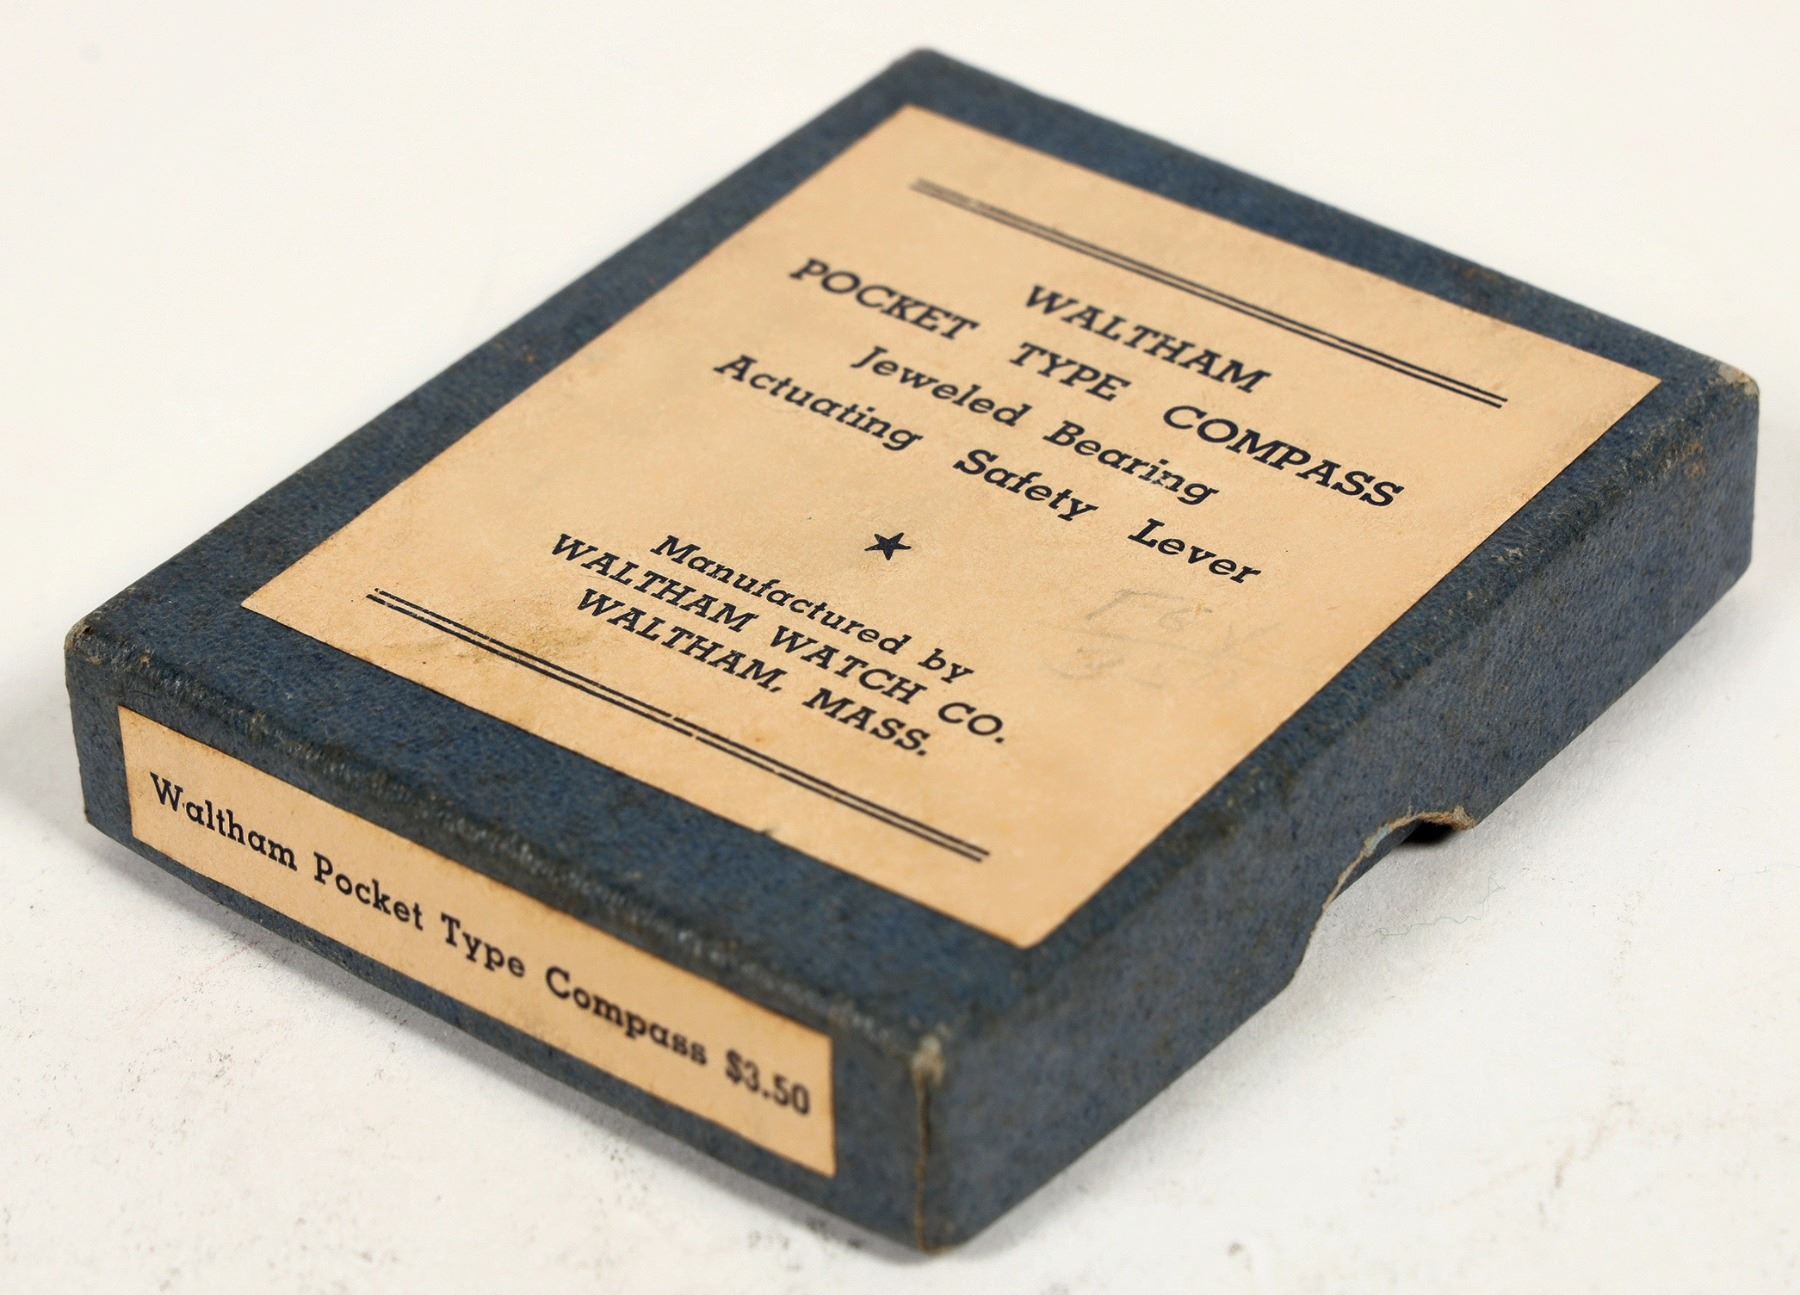 WALTHAM
POCKET TYPE COMPASS
Jeweled Bearing
Actuating Safety Lever
Manufactured by
WALTHAM WATCH CO.
WALTHAM, MASS.
Waltham Pocket Type Compass $3.50